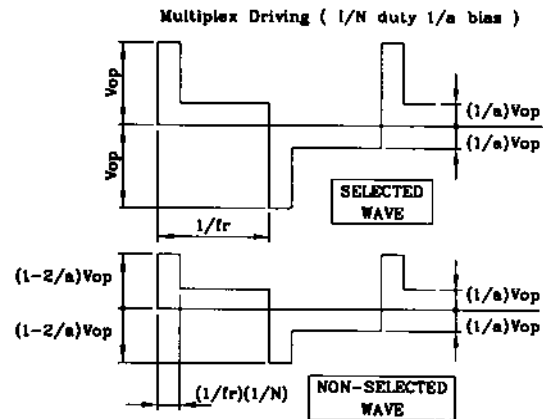 Multiplex Driving ( 1/N duty 1/a bias )
Vop
Vop
(1/a)Vop
(1/a)Vop
SELECTED
WAVE
1/fr
(1-2/a)Vop
(1-2/a)Vop
(1/a)Vop
(1/a)Vop
(1/fr)(1/N)
NON-SELECTED
WAVE